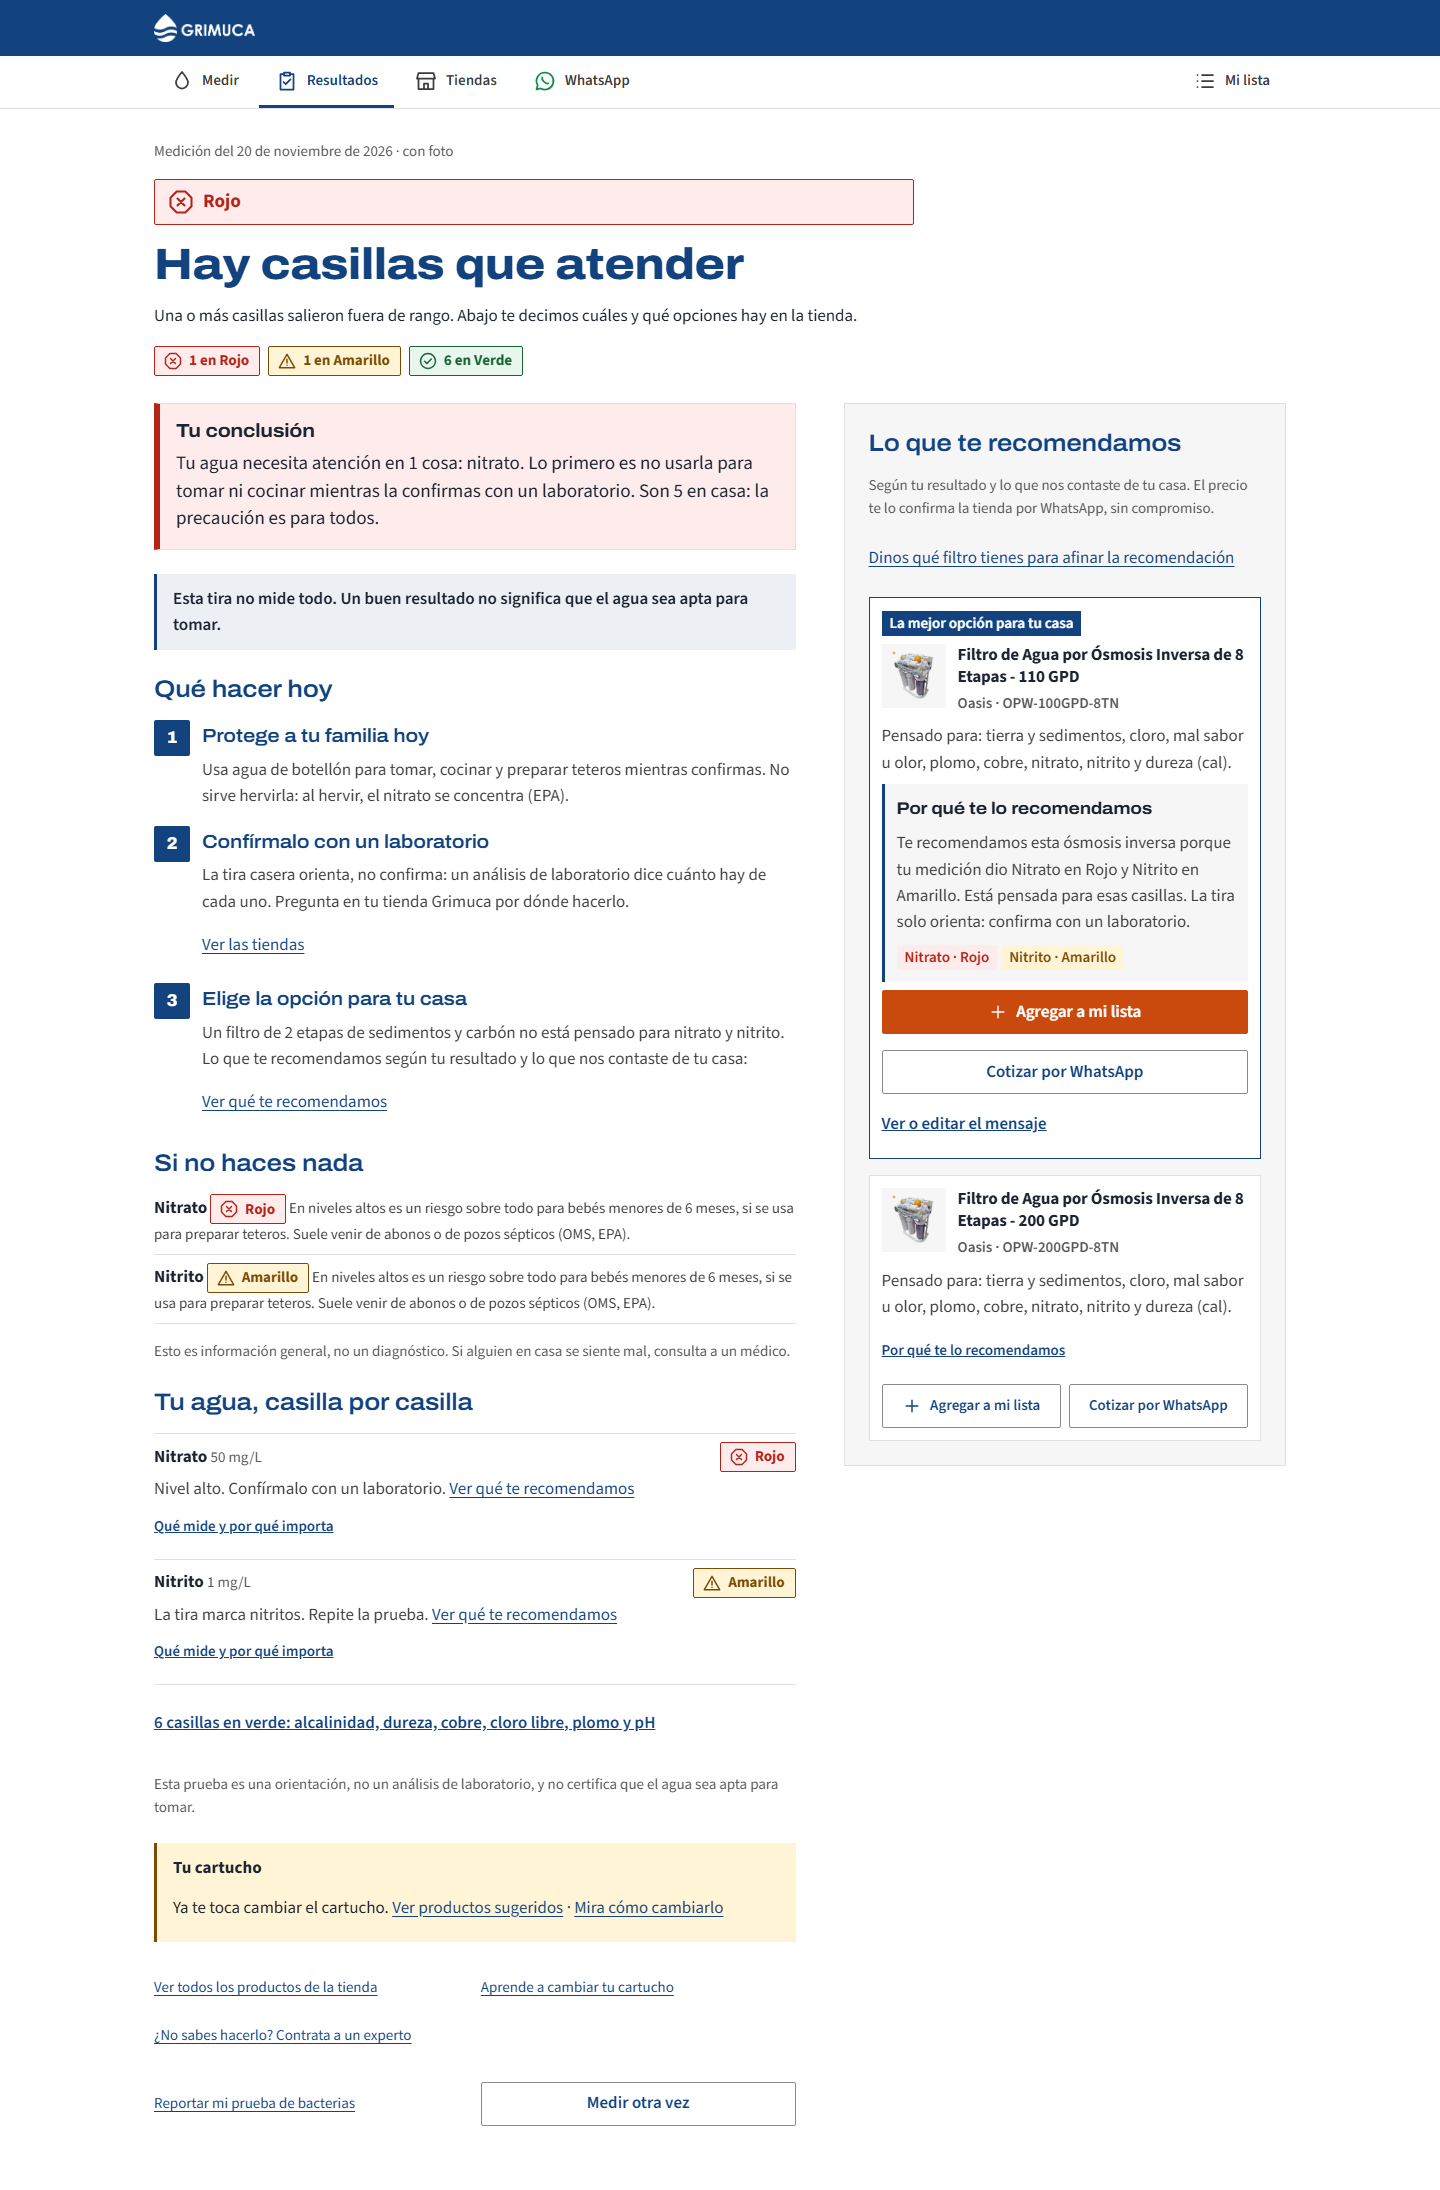 GRIMUCA
Medir
Resultados
Tiendas
WhatsApp
Mi lista
Medición del 20 de noviembre de 2026 · con foto
Rojo
Hay casillas que atender
Una o más casillas salieron fuera de rango. Abajo te decimos cuáles y qué opciones hay en la tienda.
1 en Rojo
1 en Amarillo
6 en Verde
Tu conclusión
Tu agua necesita atención en 1 cosa: nitrato. Lo primero es no usarla para
tomar ni cocinar mientras la confirmas con un laboratorio. Son 5 en casa: la
precaución es para todos.
Esta tira no mide todo. Un buen resultado no significa que el agua sea apta para
tomar.
Qué hacer hoy
1
Protege a tu familia hoy
Usa agua de botellón para tomar, cocinar y preparar teteros mientras confirmas. No
sirve hervirla: al hervir, el nitrato se concentra (EPA).
2
Confírmalo con un laboratorio
La tira casera orienta, no confirma: un análisis de laboratorio dice cuánto hay de
cada uno. Pregunta en tu tienda Grimuca por dónde hacerlo.
Ver las tiendas
3
Elige la opción para tu casa
Un filtro de 2 etapas de sedimentos y carbón no está pensado para nitrato y nitrito.
Lo que te recomendamos según tu resultado y lo que nos contaste de tu casa:
Ver qué te recomendamos
Si no haces nada
Nitrato Rojo En niveles altos es un riesgo sobre todo para bebés menores de 6 meses, si se usa
para preparar teteros. Suele venir de abonos o de pozos sépticos (OMS, EPA).
Nitrito Amarillo En niveles altos es un riesgo sobre todo para bebés menores de 6 meses, si se
usa para preparar teteros. Suele venir de abonos o de pozos sépticos (OMS, EPA).
Esto es información general, no un diagnóstico. Si alguien en casa se siente mal, consulta a un médico.
Tu agua, casilla por casilla
Nitrato 50 mg/L
Rojo
Nivel alto. Confírmalo con un laboratorio. Ver qué te recomendamos
Qué mide y por qué importa
Nitrito 1 mg/L
Amarillo
La tira marca nitritos. Repite la prueba. Ver qué te recomendamos
Qué mide y por qué importa
6 casillas en verde: alcalinidad, dureza, cobre, cloro libre, plomo y pH
Esta prueba es una orientación, no un análisis de laboratorio, y no certifica que el agua sea apta para
tomar.
Tu cartucho
Ya te toca cambiar el cartucho. Ver productos sugeridos · Mira cómo cambiarlo
Ver todos los productos de la tienda
Aprende a cambiar tu cartucho
¿No sabes hacerlo? Contrata a un experto
Reportar mi prueba de bacterias
Medir otra vez
Lo que te recomendamos
Según tu resultado y lo que nos contaste de tu casa. El precio
te lo confirma la tienda por WhatsApp, sin compromiso.
Dinos qué filtro tienes para afinar la recomendación
La mejor opción para tu casa
Filtro de Agua por Ósmosis Inversa de 8
Etapas - 110 GPD
Oasis · OPW-100GPD-8TN
Pensado para: tierra y sedimentos, cloro, mal sabor
u olor, plomo, cobre, nitrato, nitrito y dureza (cal).
Por qué te lo recomendamos
Te recomendamos esta ósmosis inversa porque
tu medición dio Nitrato en Rojo y Nitrito en
Amarillo. Está pensada para esas casillas. La tira
solo orienta: confirma con un laboratorio.
Nitrato · Rojo
Nitrito · Amarillo
Agregar a mi lista
Cotizar por WhatsApp
Ver o editar el mensaje
Filtro de Agua por Ósmosis Inversa de 8
Etapas - 200 GPD
Oasis · OPW-200GPD-8TN
Pensado para: tierra y sedimentos, cloro, mal sabor
u olor, plomo, cobre, nitrato, nitrito y dureza (cal).
Por qué te lo recomendamos
Agregar a mi lista
Cotizar por WhatsApp